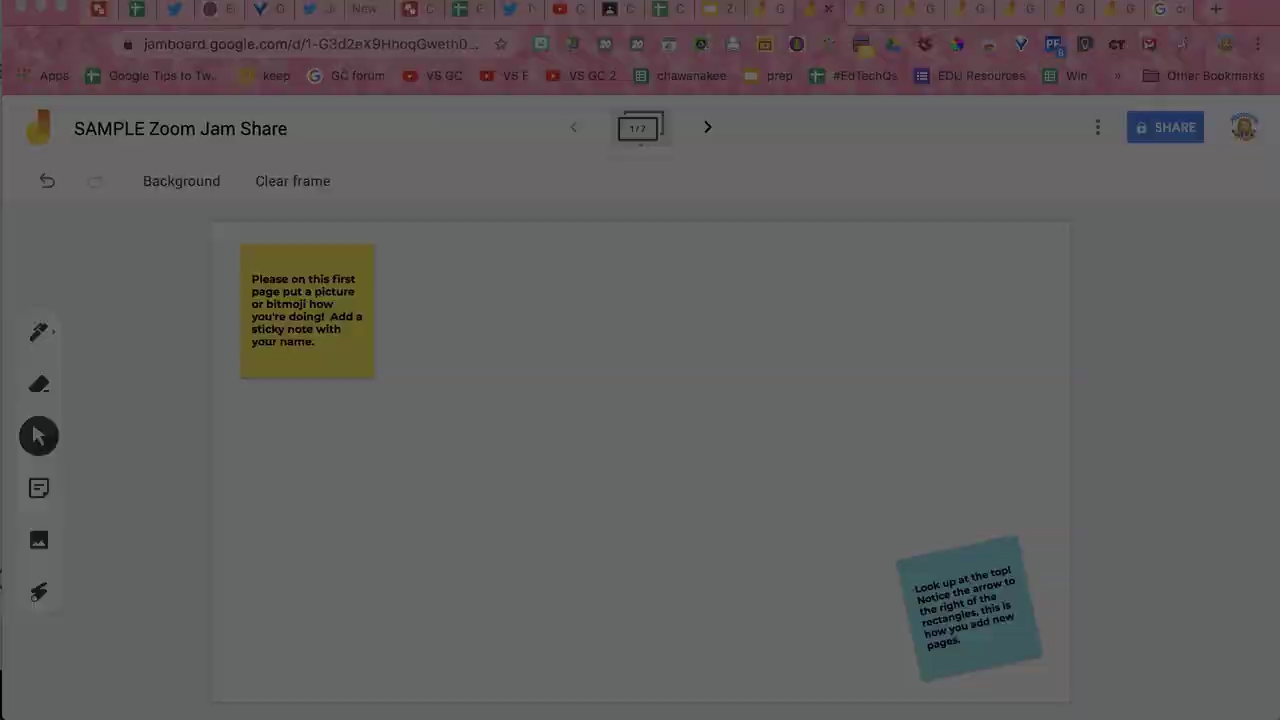 New
jamboard.google.com/d/1-G3d2eX9HhoqGweth0...
Apps
Google Tips to Tw...
keep
GC forum
VS GC
VS F
VS GC 2...
chawanakee
prep
#EdTechQs
EDU Resources
Win
»
Other Bookmarks
SAMPLE Zoom Jam Share
SHARE
Background
Clear frame
Please on this first
page put a picture
or bitmoji how
you're doing! Add a
sticky note with
your name.
Look up at the top!
Notice the arrow to
the right of the
rectangles, this is
how you add new
pages.